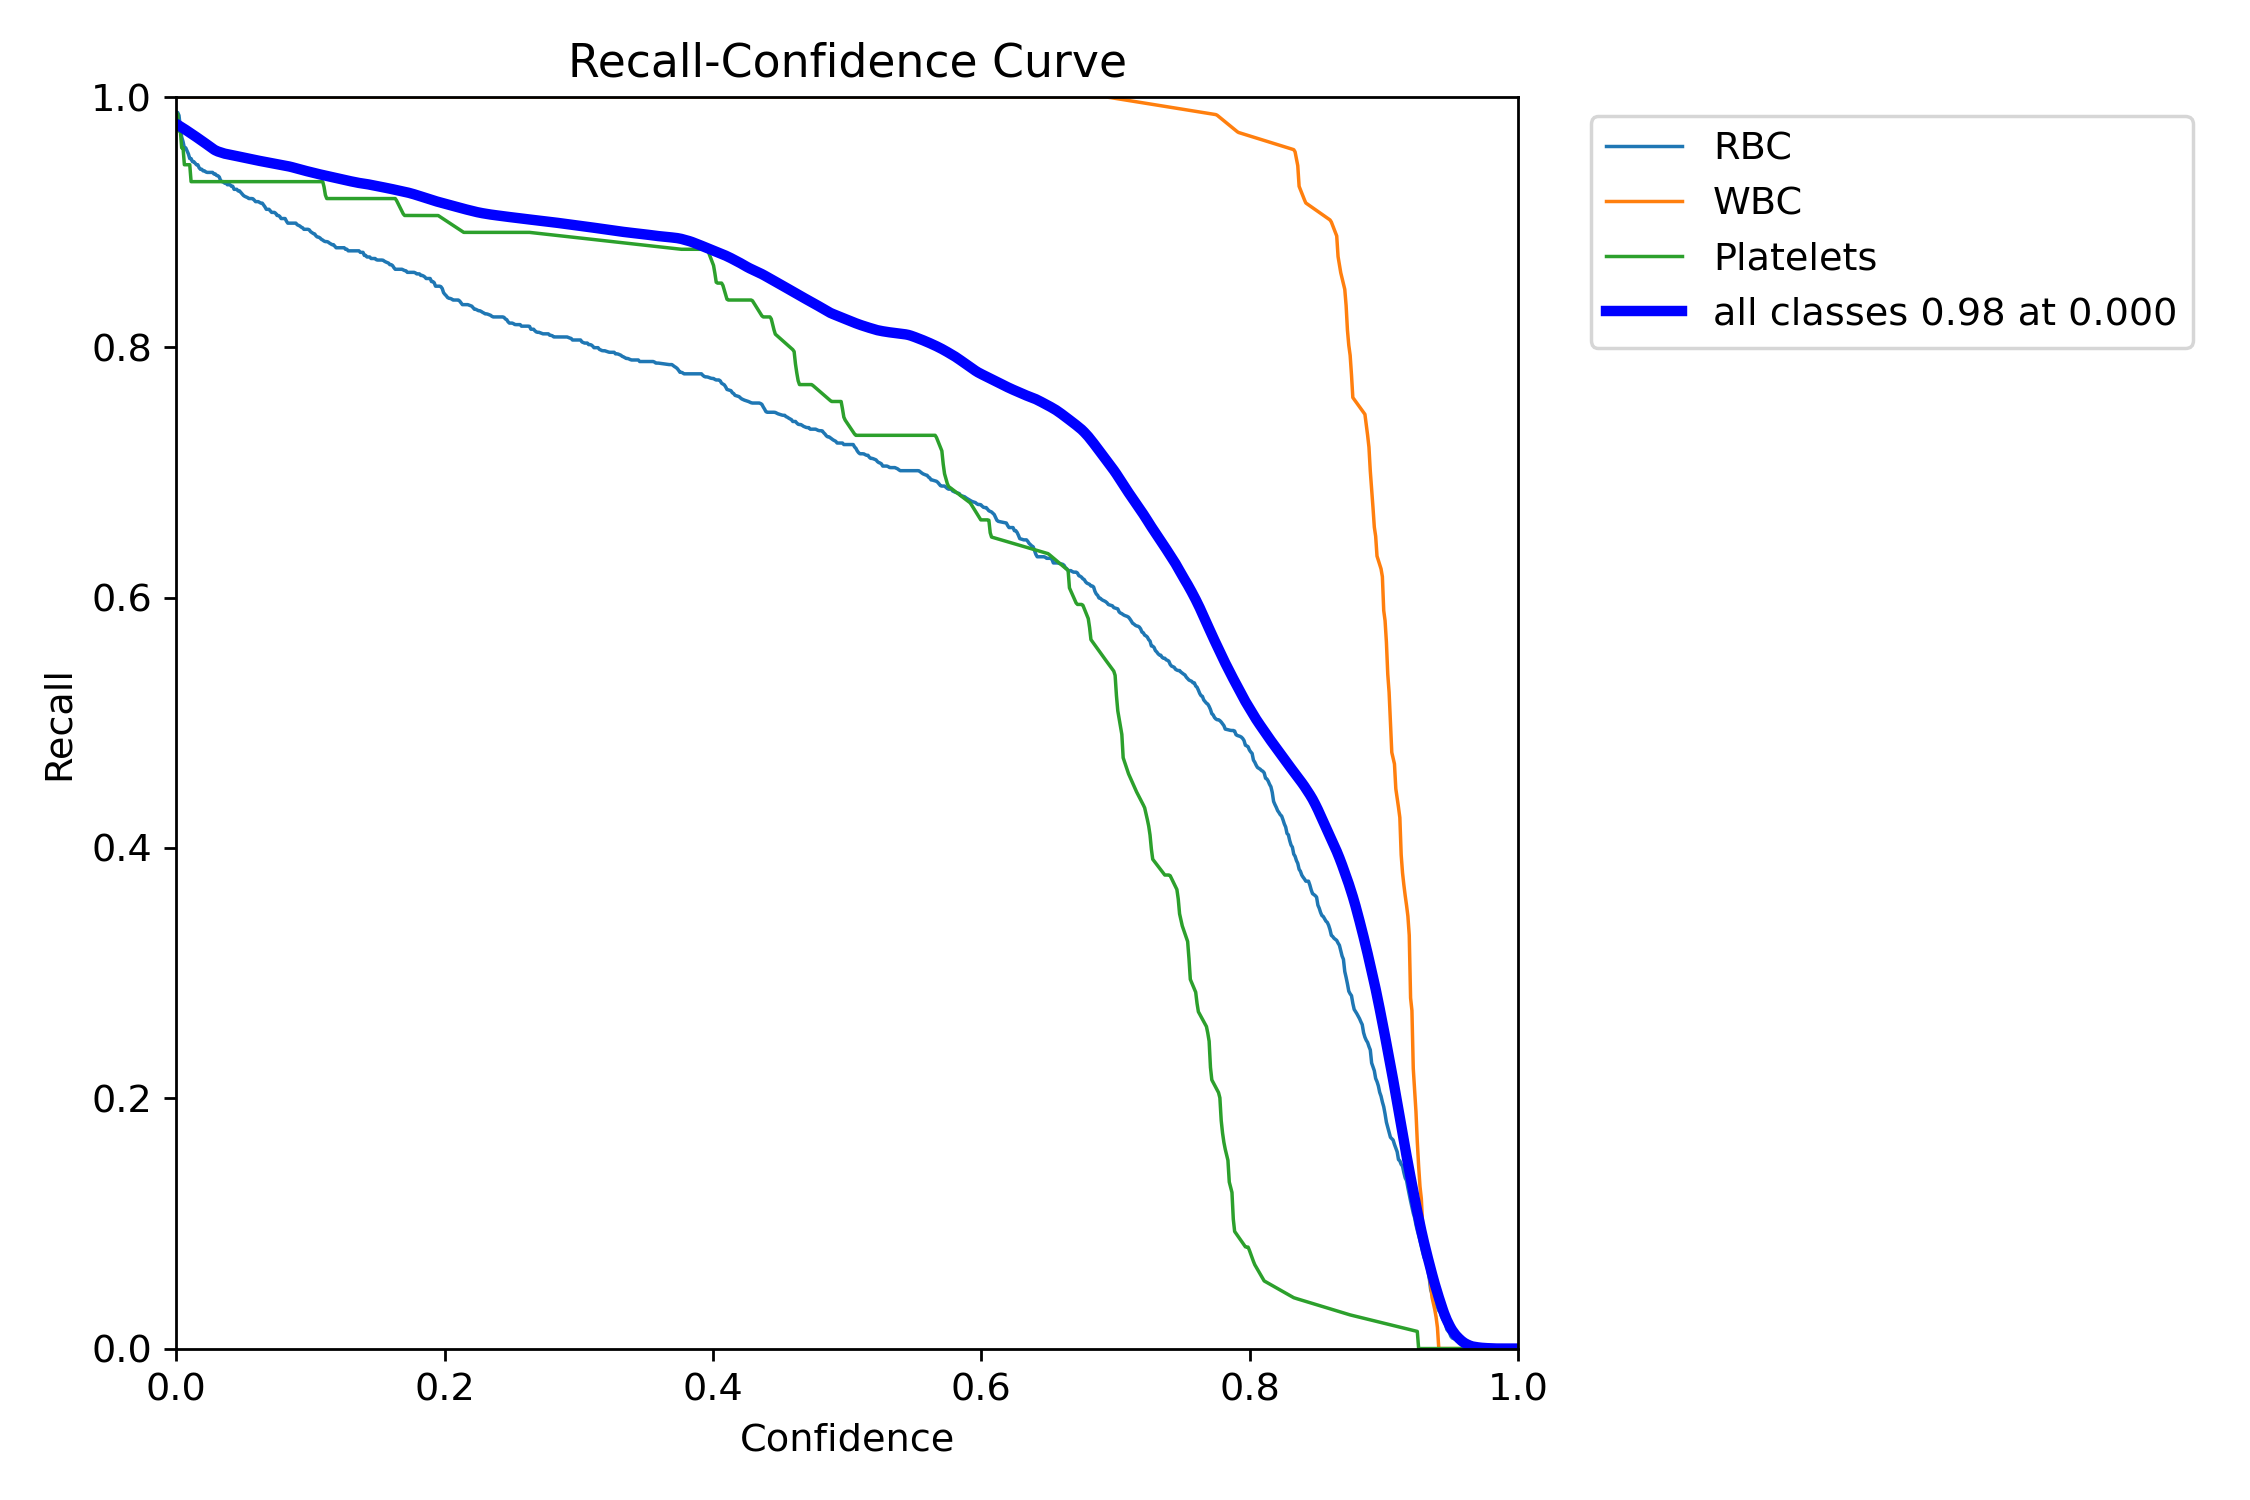 Recall-Confidence Curve
1.0
0.8
0.6
0.4
0.2
0.0
Recall
0.0 0.2 0.4 0.6 0.8 1.0
Confidence
RBC
WBC
Platelets
all classes 0.98 at 0.000